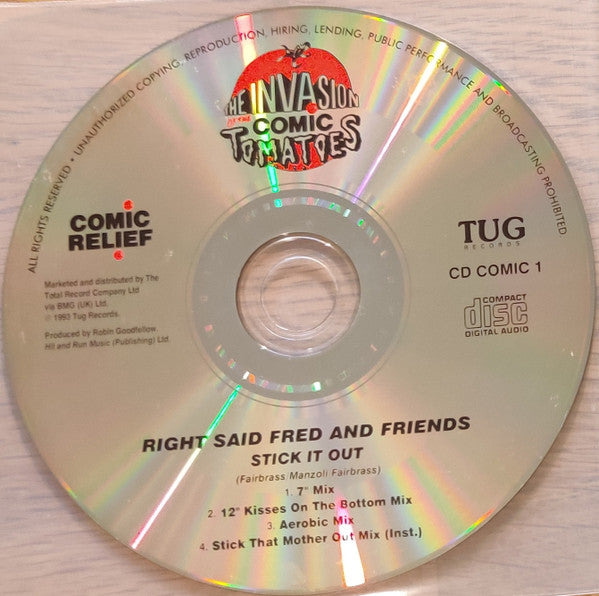 ALL RIGHTS RESERVED • UNAUTHORIZED COPYING, REPRODUCTION, HIRING, LENDING, PUBLIC PERFORMANCE AND BROADCASTING PROHIBITED.
THE INVASION
OF THE
COMIC
TOMATOES
COMIC
RELIEF
TUG
RECORDS
CD COMIC 1
Marketed and distributed by The
Total Record Company Ltd
via BMG (UK) Ltd.
℗ 1993 Tug Records.
Produced by Robin Goodfellow.
Hit and Run Music (Publishing) Ltd
COMPACT
disc
DIGITAL AUDIO
RIGHT SAID FRED AND FRIENDS
STICK IT OUT
(Fairbrass/Manzoli/Fairbrass)
1. 7" Mix
2. 12" Kisses On The Bottom Mix
3. Aerobic Mix
4. Stick That Mother Out Mix (Inst.)